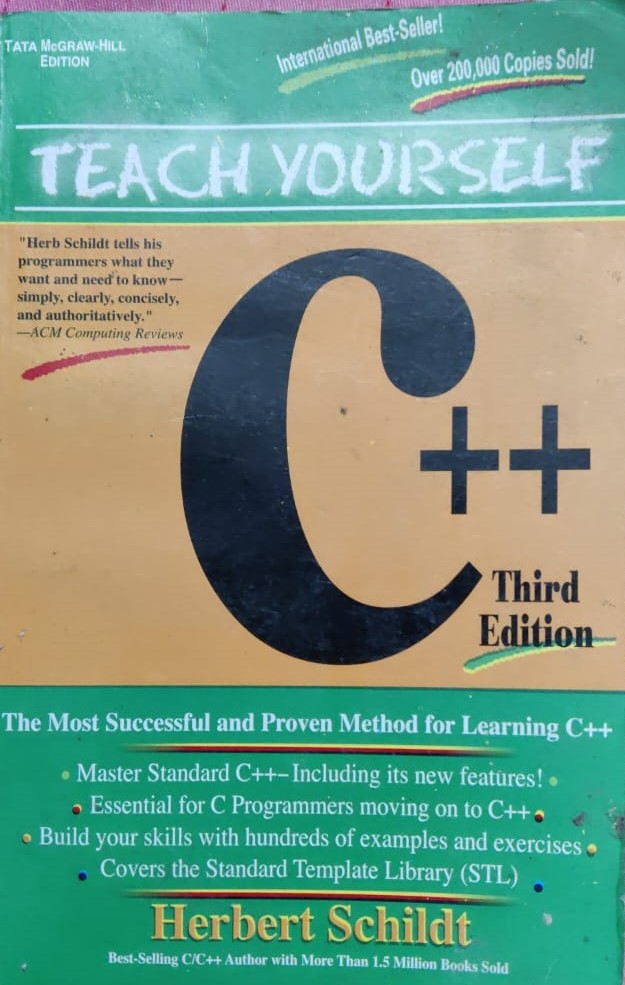 TATA McGRAW-HILL
EDITION
International Best-Seller!
Over 200,000 Copies Sold!
TEACH YOURSELF
"Herb Schildt tells his
programmers what they
want and need to know—
simply, clearly, concisely,
and authoritatively."
—ACM Computing Reviews
C++
Third
Edition
The Most Successful and Proven Method for Learning C++
• Master Standard C++–Including its new features! •
• Essential for C Programmers moving on to C++ •
• Build your skills with hundreds of examples and exercises •
• Covers the Standard Template Library (STL) •
Herbert Schildt
Best-Selling C/C++ Author with More Than 1.5 Million Books Sold